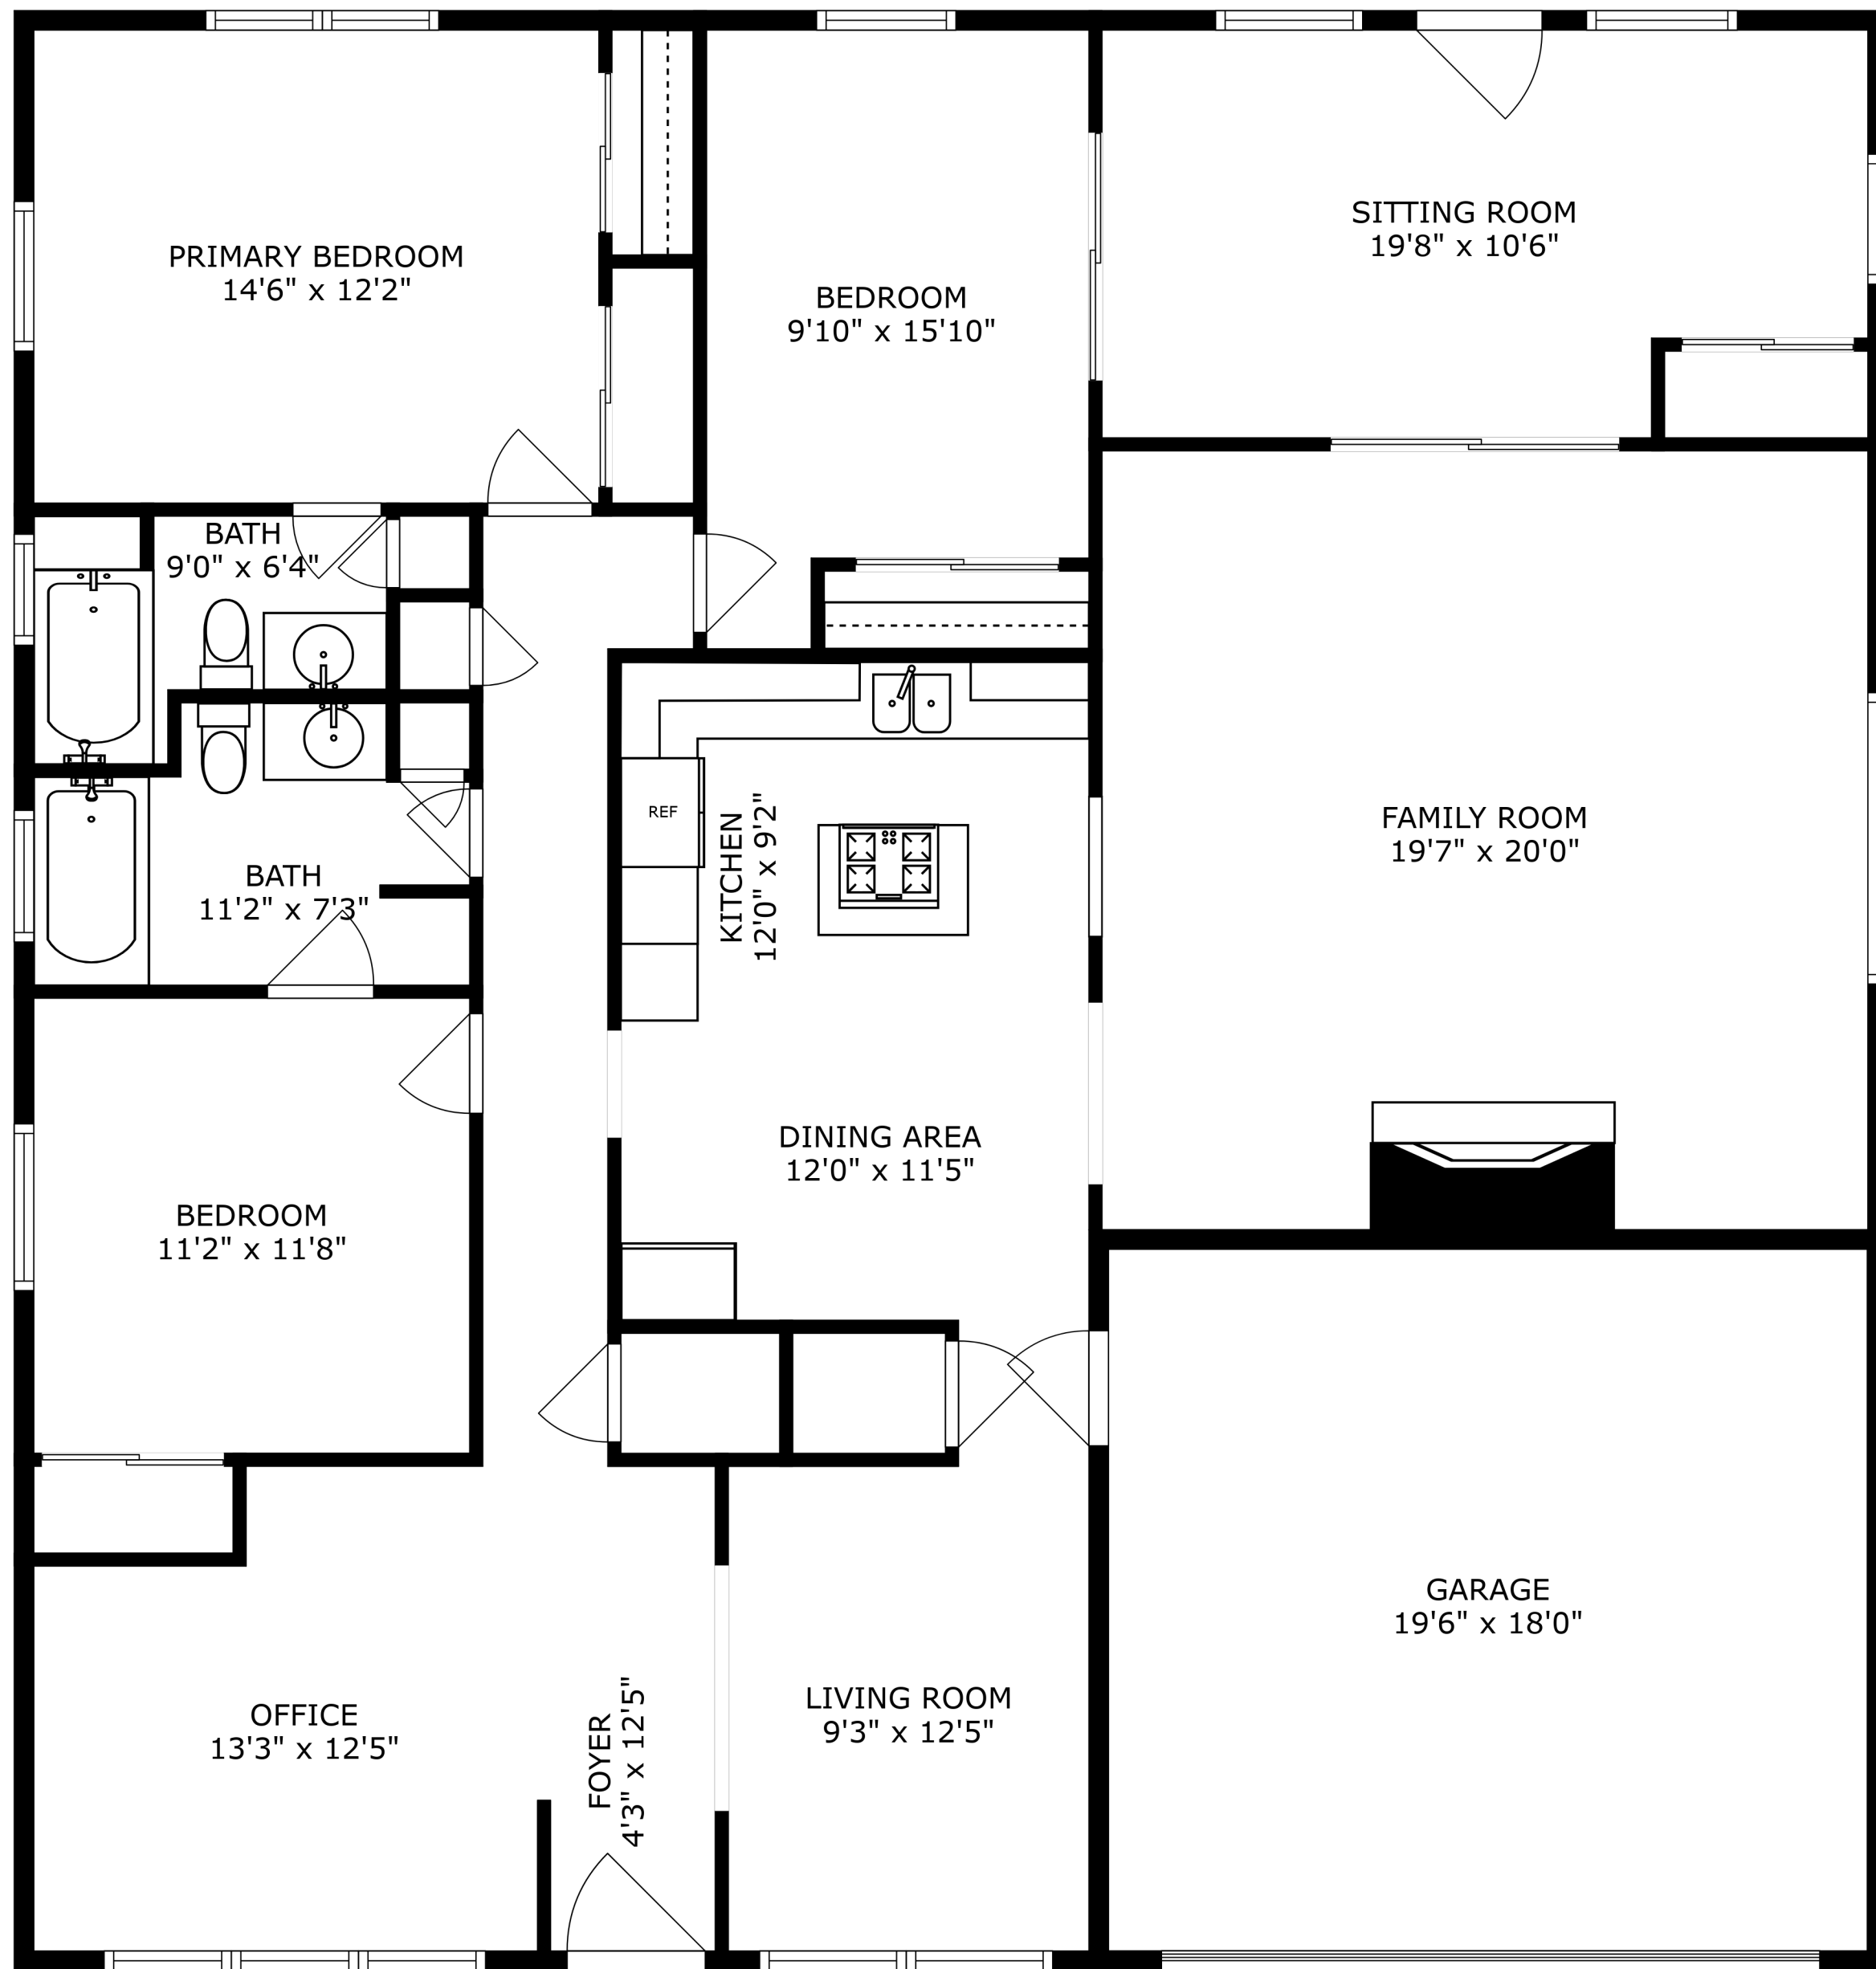 PRIMARY BEDROOM
14'6" x 12'2"
BEDROOM
9'10" x 15'10"
SITTING ROOM
19'8" x 10'6"
BATH
9'0" x 6'4"
REF
KITCHEN
12'0" x 9'2"
FAMILY ROOM
19'7" x 20'0"
BATH
11'2" x 7'3"
DINING AREA
12'0" x 11'5"
BEDROOM
11'2" x 11'8"
GARAGE
19'6" x 18'0"
OFFICE
13'3" x 12'5"
FOYER
4'3" x 12'5"
LIVING ROOM
9'3" x 12'5"